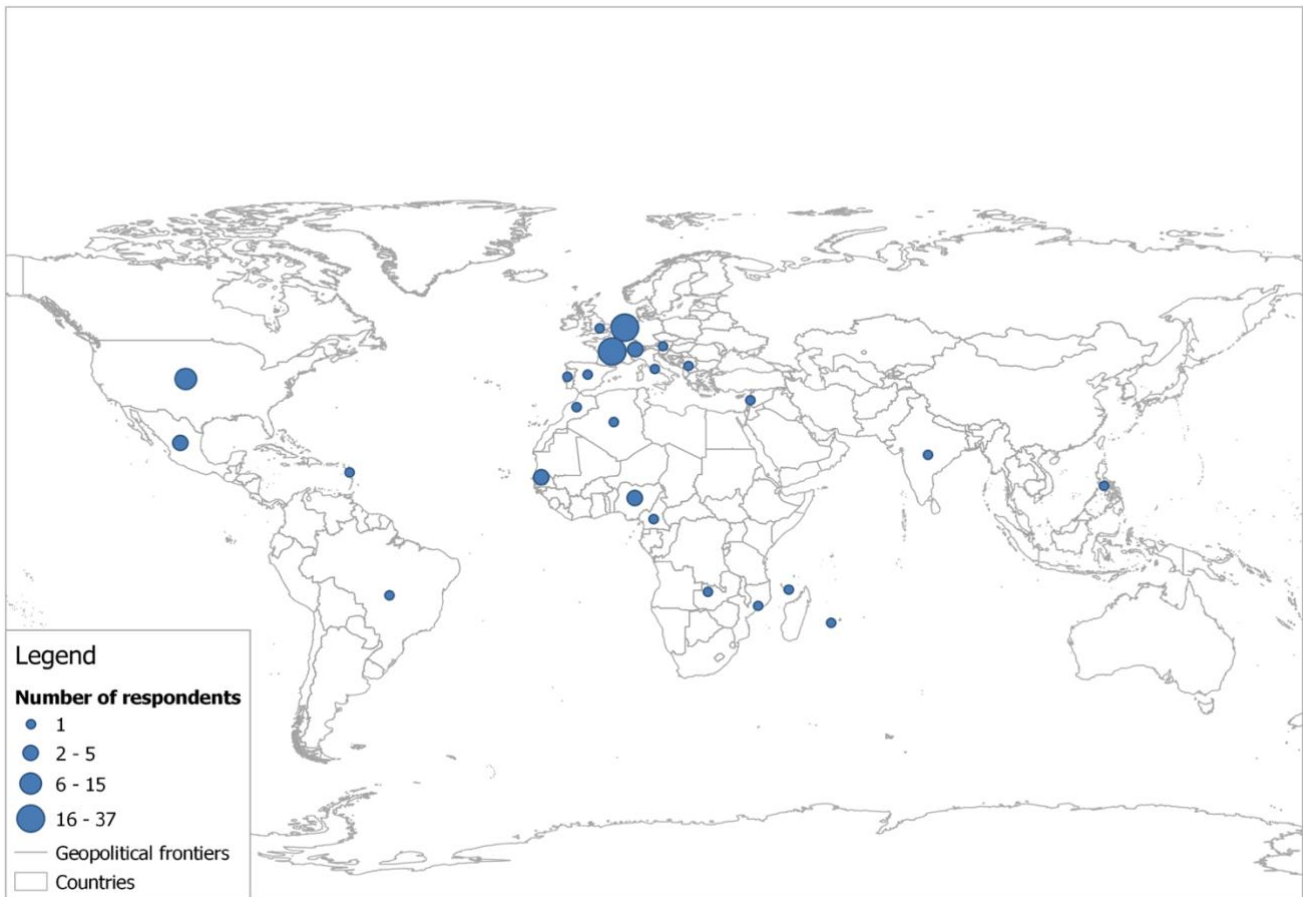 Legend
Number of respondents
1
2 - 5
6 - 15
16 - 37
Geopolitical frontiers
Countries